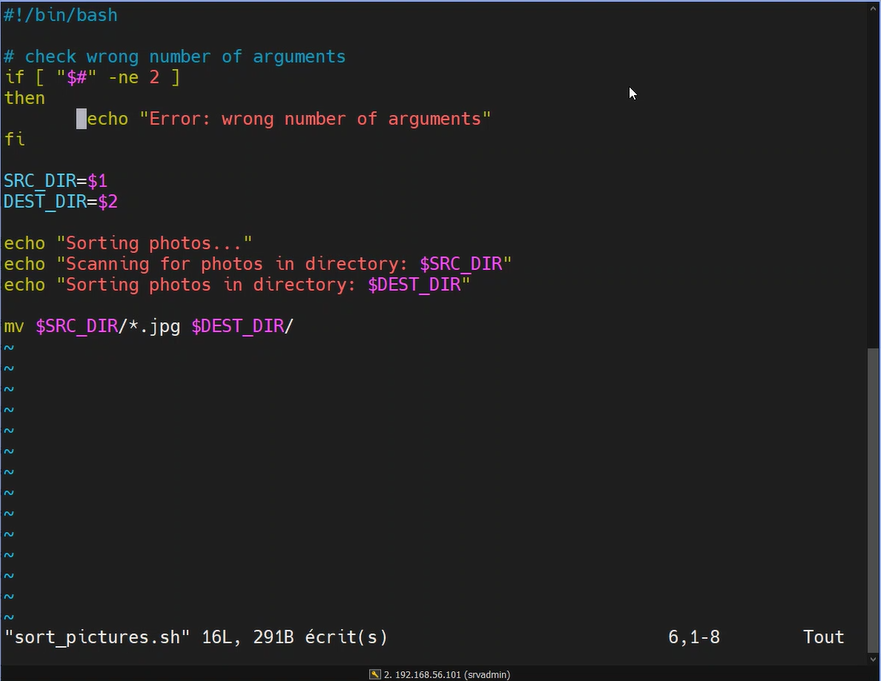 #!/bin/bash
# check wrong number of arguments
if [ "$#" -ne 2 ]
then
echo "Error: wrong number of arguments"
fi
SRC_DIR=$1
DEST_DIR=$2
echo "Sorting photos..."
echo "Scanning for photos in directory: $SRC_DIR"
echo "Sorting photos in directory: $DEST_DIR"
mv $SRC_DIR/*.jpg $DEST_DIR/
~
~
~
~
~
~
~
~
~
~
~
~
~
~
"sort_pictures.sh" 16L, 291B écrit(s) 6,1-8 Tout
2. 192.168.56.101 (srvadmin)